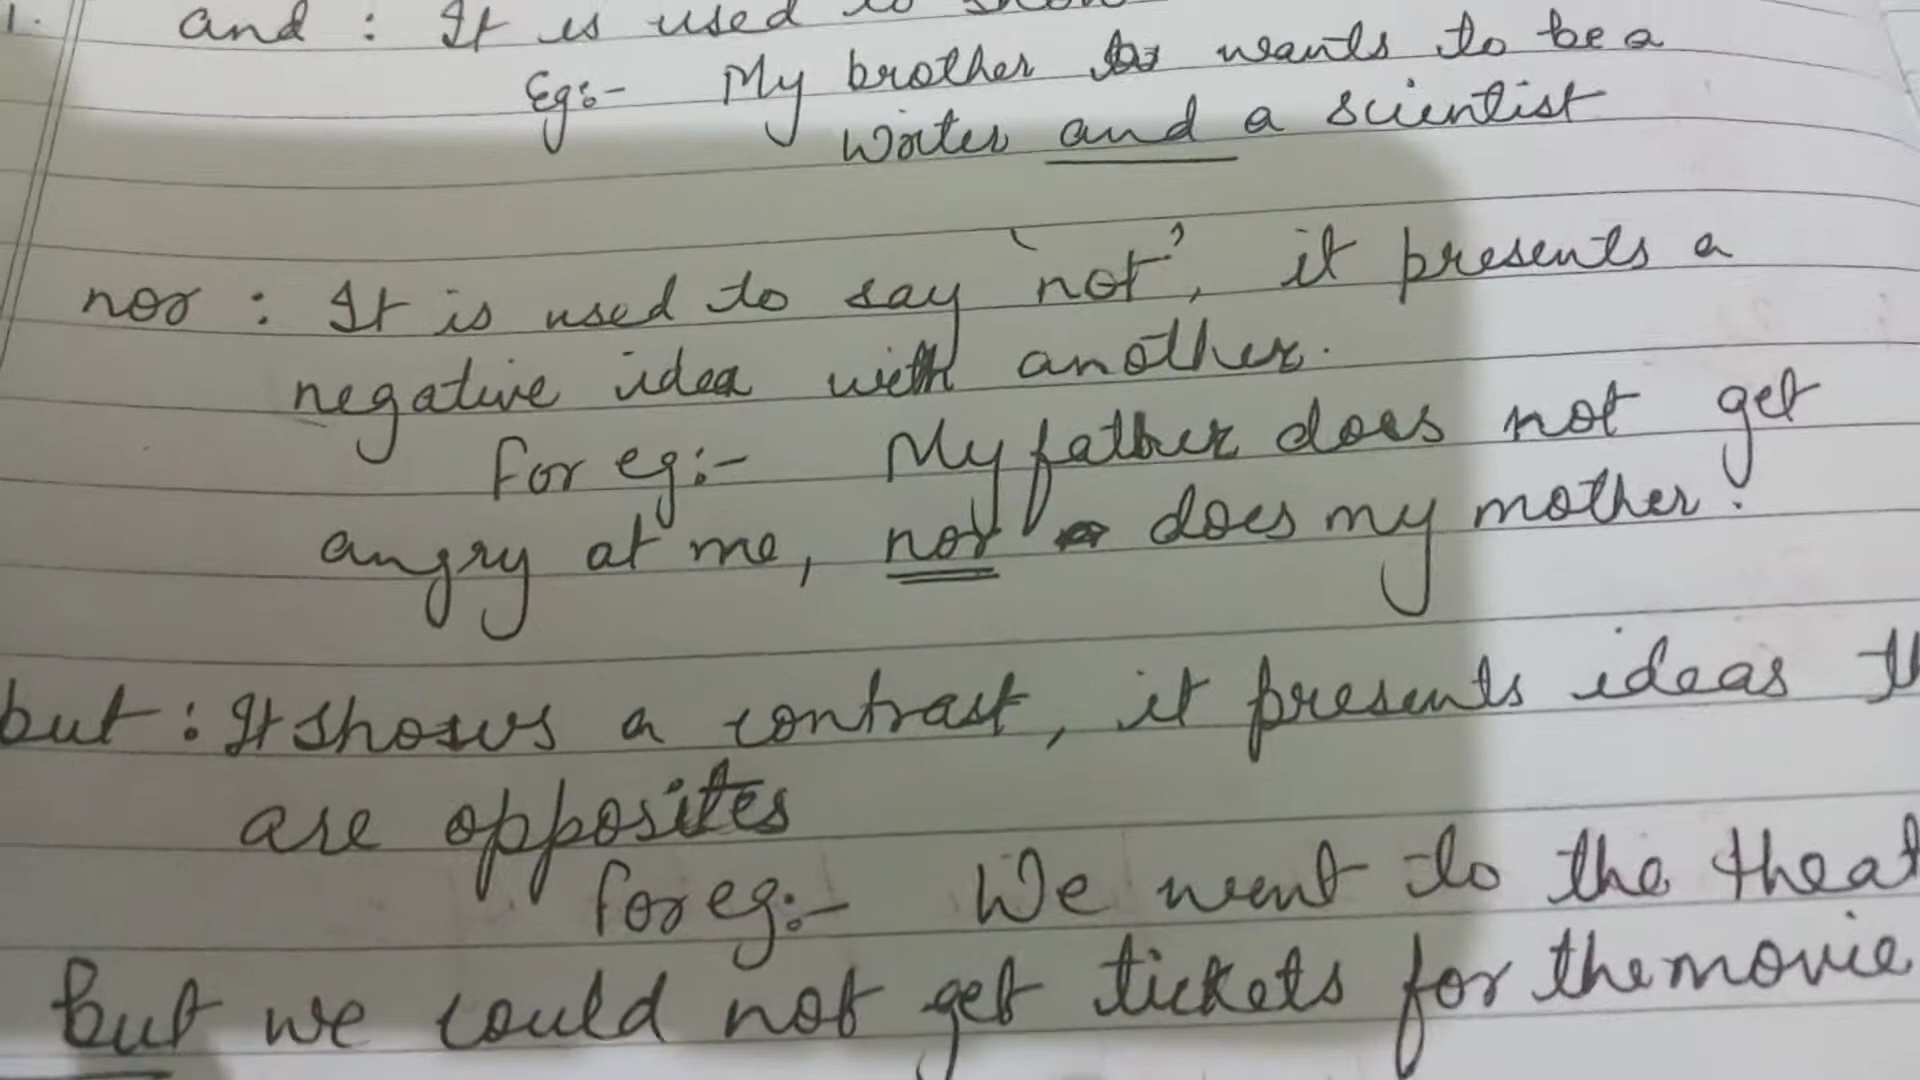 1. and : It is used to show
Eg:- My brother wants to be a
writer and a scientist
nor : It is used to say 'not', it presents a
negative idea with another.
For eg:- My father does not get
angry at me, nor does my mother.
but : It shows a contrast, it presents ideas
are opposites
For eg:- We went to the
but we could not get tickets for the movie